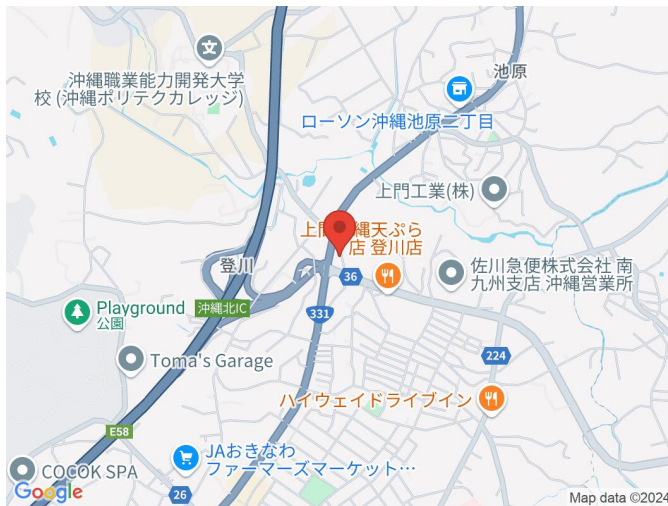 沖縄職業能力開発大学
校 (沖縄ポリテクカレッジ)
池原
ローソン沖縄池原二丁目
上門工業(株)
上門 縄天ぷら
店 登川店
登川
36
佐川急便株式会社 南
九州支店 沖縄営業所
沖縄北IC
331
Playground
公園
Toma's Garage
224
ハイウェイドライブイン
E58
JAおきなわ
ファーマーズマーケット…
COCOK SPA
26
Google
Map data ©2024